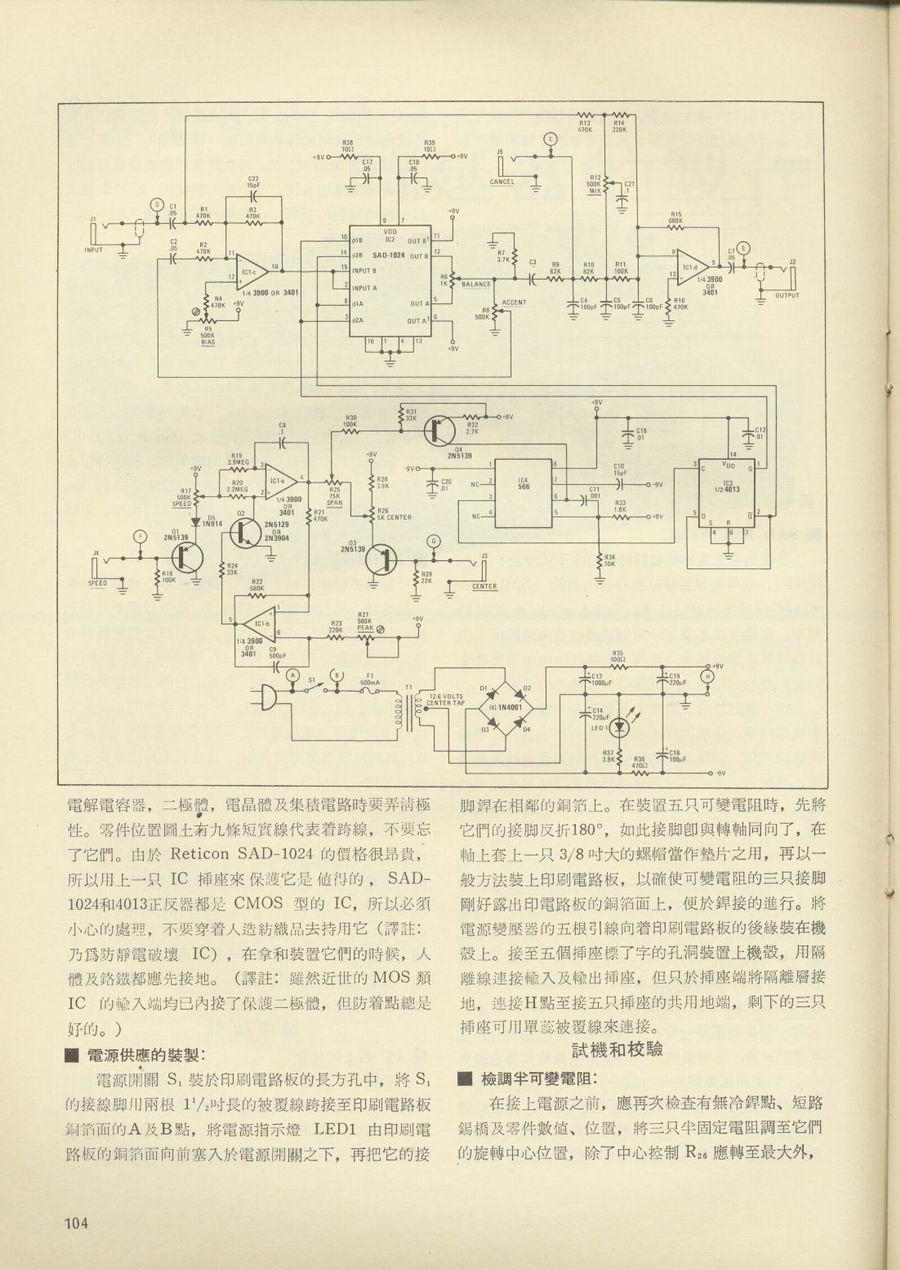 R13
470K
R14
220K
R38
10Ω
R39
10Ω
+9V
+9V
C17
.05
C18
.05
J5
CANCEL
C
R12
500K
MIX
C21
.1
C22
15pF
D
C1
.05
R1
470K
R3
470K
J1
INPUT
C2
.05
R2
470K
IC1-c
1/4 3900 OR 3401
R4
470K
+9V
R5
500K
BIAS
VDD
IC2
SAD-1024
φ1B
φ2B
INPUT B
INPUT A
φ1A
φ2A
OUT B¹
OUT B
OUT A
OUT A¹
+9V
+9V
R6
1K
BALANCE
R7
3.7K
C3
.1
R8
500K
ACCENT
R9
82K
R10
82K
R11
100K
C4
100pF
C5
100pF
C6
100pF
R15
680K
IC1-d
1/4 3900
OR
3401
R16
470K
C7
.05
E
J2
OUTPUT
C8
.1
R19
3.9MEG
R20
2.2MEG
+9V
R17
500K
SPEED
D5
1N914
Q1
2N5139
F
J4
SPEED
R18
100K
IC1-a
1/4 3900
OR
3401
Q2
2N5129
OR
2N3904
R21
470K
R24
33K
R22
680K
IC1-b
1/4 3900
OR
3401
C9
500pF
R23
220K
R27
500K
PEAK
+9V
R30
100K
R31
33K
R32
2.7K
+9V
Q4
2N5139
R25
75K
SPAN
+9V
R28
3.9K
R26
5K CENTER
Q3
2N5139
R29
22K
G
J3
CENTER
-9V
C20
.01
NC
NC
IC4
566
+9V
C19
.01
C10
15pF
-9V
C11
.001
R33
1.8K
+9V
R34
10K
VDD
IC3
1/2 4013
C12
.01
A
S1
B
F1
500mA
T1
12.6 VOLTS
CENTER TAP
D1
D2
D3
D4
(4) 1N4001
R35
100Ω
C13
1000μF
C14
220μF
C15
220μF
C16
100μF
LED 1
R37
3.9K
R36
470Ω
+9V
H
-9V
電解電容器，二極體，電晶體及集積電路時要弄清極
性。零件位置圖上有九條短實線代表着跨線，不要忘
了它們。由於 Reticon SAD-1024 的價格很昂貴，
所以用上一只 IC 揷座來保護它是値得的，SAD-
1024和4013正反器都是 CMOS 型的 IC，所以必須
小心的處理，不要穿着人造紡織品去持用它（譯註：
乃爲防靜電破壞 IC），在拿和裝置它們的時候，人
體及烙鐵都應先接地。（譯註：雖然近世的 MOS 類
IC 的輸入端均已內接了保護二極體，但防着點總是
好的。）
■ 電源供應的裝製：
電源開關 S₁ 裝於印刷電路板的長方孔中，將 S₁
的接線脚用兩根 1¹/₂吋長的被覆線跨接至印刷電路板
銅箔面的A及B點，將電源指示燈 LED1 由印刷電
路板的銅箔面向前塞入於電源開關之下，再把它的接
脚銲在相鄰的銅箔上。在裝置五只可變電阻時，先將
它們的接脚反折180°，如此接脚卽與轉軸同向了，在
軸上套上一只 3/8 吋大的螺帽當作墊片之用，再以一
般方法裝上印刷電路板，以確使可變電阻的三只接脚
剛好露出印電路板的銅箔面上，便於銲接的進行。將
電源變壓器的五根引線向着印刷電路板的後緣裝在機
殼上。接至五個揷座標了字的孔洞裝置上機殼，用隔
離線連接輸入及輸出揷座，但只於揷座端將隔離層接
地，連接H點至接五只揷座的共用地端，剩下的三只
揷座可用單蕊被覆線來連接。
試機和校驗
■ 檢調半可變電阻：
在接上電源之前，應再次檢查有無冷銲點、短路
錫橋及零件數値、位置，將三只半固定電阻調至它們
的旋轉中心位置，除了中心控制 R₂₆ 應轉至最大外，
104